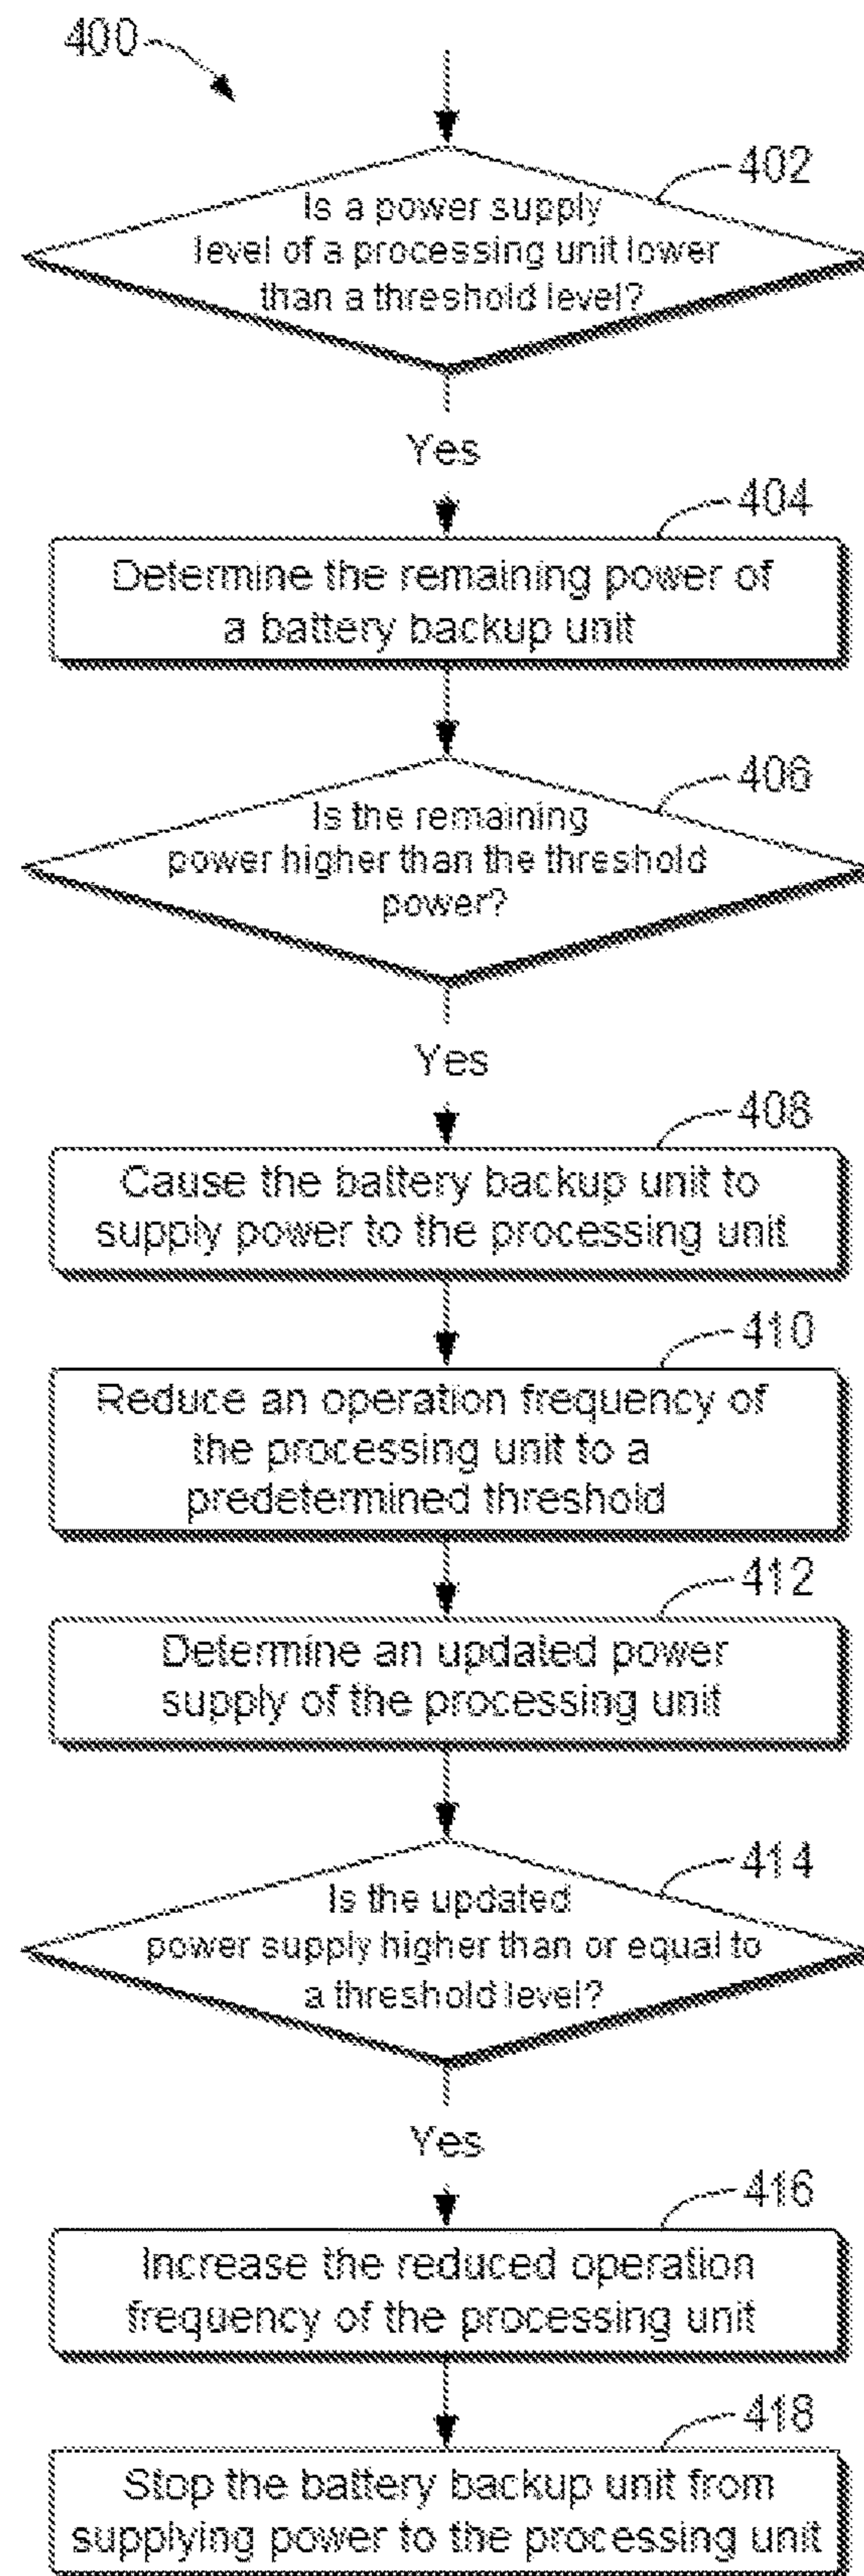 400
402
Is a power supply
level of a processing unit lower
than a threshold level?
Yes
404
Determine the remaining power of
a battery backup unit
406
Is the remaining
power higher than the threshold
power?
Yes
408
Cause the battery backup unit to
supply power to the processing unit
410
Reduce an operation frequency of
the processing unit to a
predetermined threshold
412
Determine an updated power
supply of the processing unit
414
Is the updated
power supply higher than or equal to
a threshold level?
Yes
416
Increase the reduced operation
frequency of the processing unit
418
Stop the battery backup unit from
supplying power to the processing unit